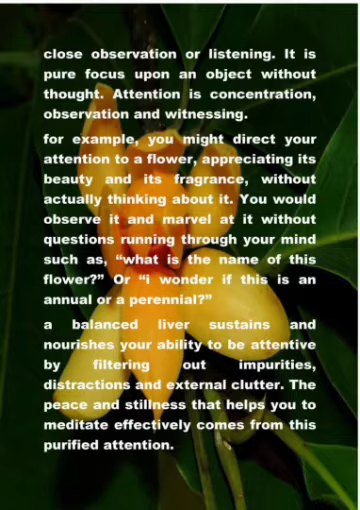 close observation or listening. It is
pure focus upon an object without
thought. Attention is concentration,
observation and witnessing.
for example, you might direct your
attention to a flower, appreciating its
beauty and its fragrance, without
actually thinking about it. You would
observe it and marvel at it without
questions running through your mind
such as, “what is the name of this
flower?” Or “i wonder if this is an
annual or a perennial?”
a balanced liver sustains and
nourishes your ability to be attentive
by filtering out impurities,
distractions and external clutter. The
peace and stillness that helps you to
meditate effectively comes from this
purified attention.